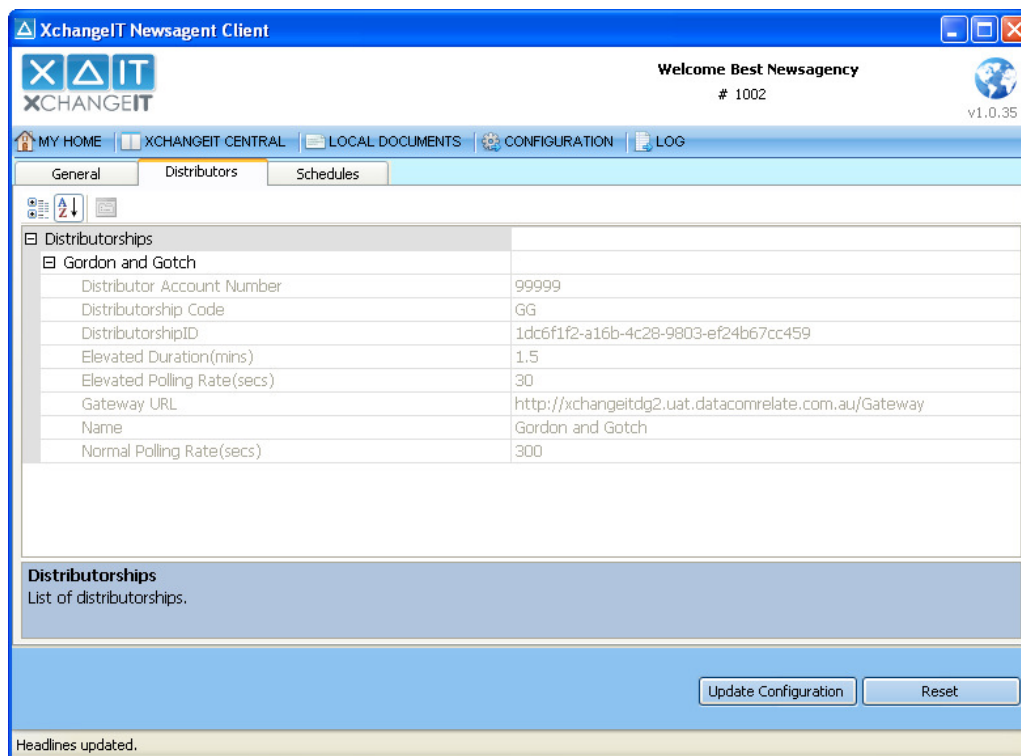 XchangeIT Newsagent Client
X IT
XCHANGEIT
Welcome Best Newsagency
# 1002
v1.0.35
MY HOME XCHANGEIT CENTRAL LOCAL DOCUMENTS CONFIGURATION LOG
General Distributors Schedules
Distributorships
Gordon and Gotch
Distributor Account Number 99999
Distributorship Code GG
DistributorshipID 1dc6f1f2-a16b-4c28-9803-ef24b67cc459
Elevated Duration(mins) 1.5
Elevated Polling Rate(secs) 30
Gateway URL http://xchangeitdg2.uat.datacomrelate.com.au/Gateway
Name Gordon and Gotch
Normal Polling Rate(secs) 300
Distributorships
List of distributorships.
Update Configuration Reset
Headlines updated.